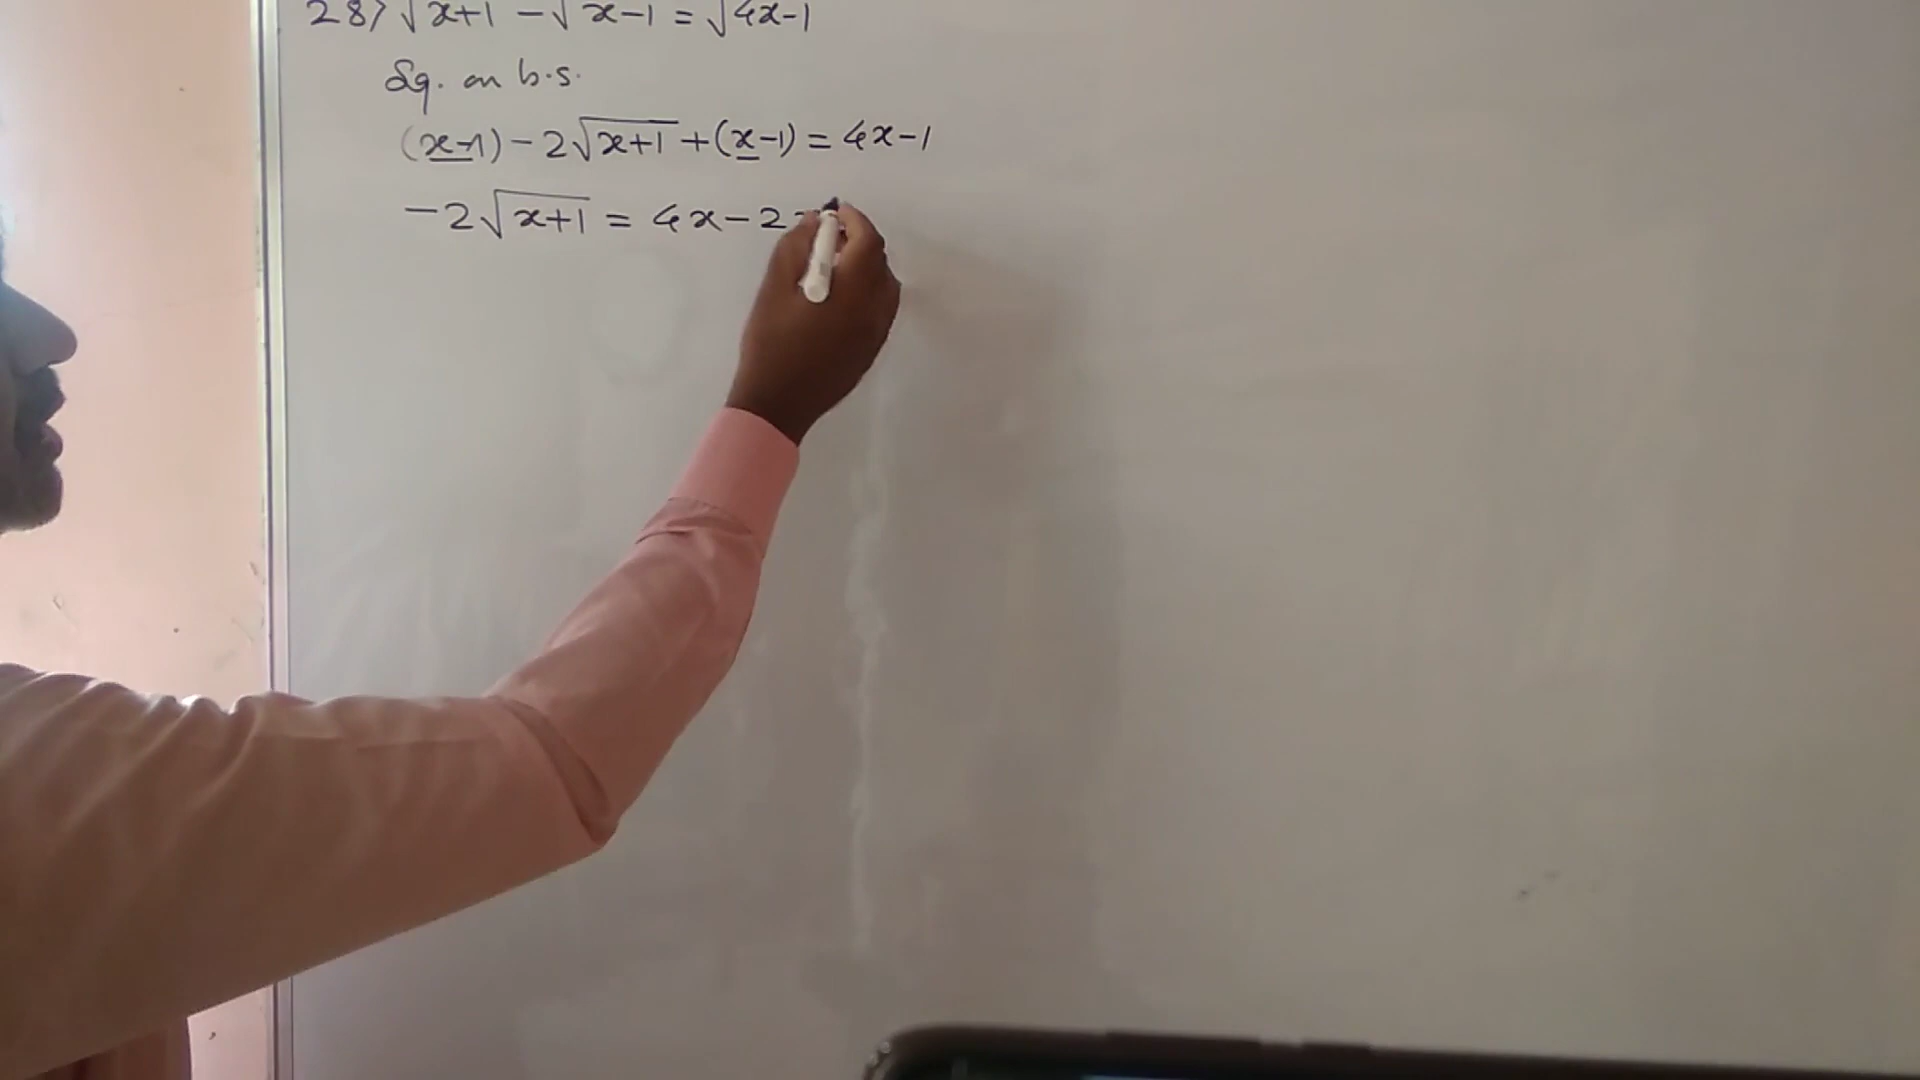 28) √x+1 - √x-1 = √4x-1
Sq. on b.s.
(x-1) - 2√x+1 + (x-1) = 4x-1
-2√x+1 = 4x-2